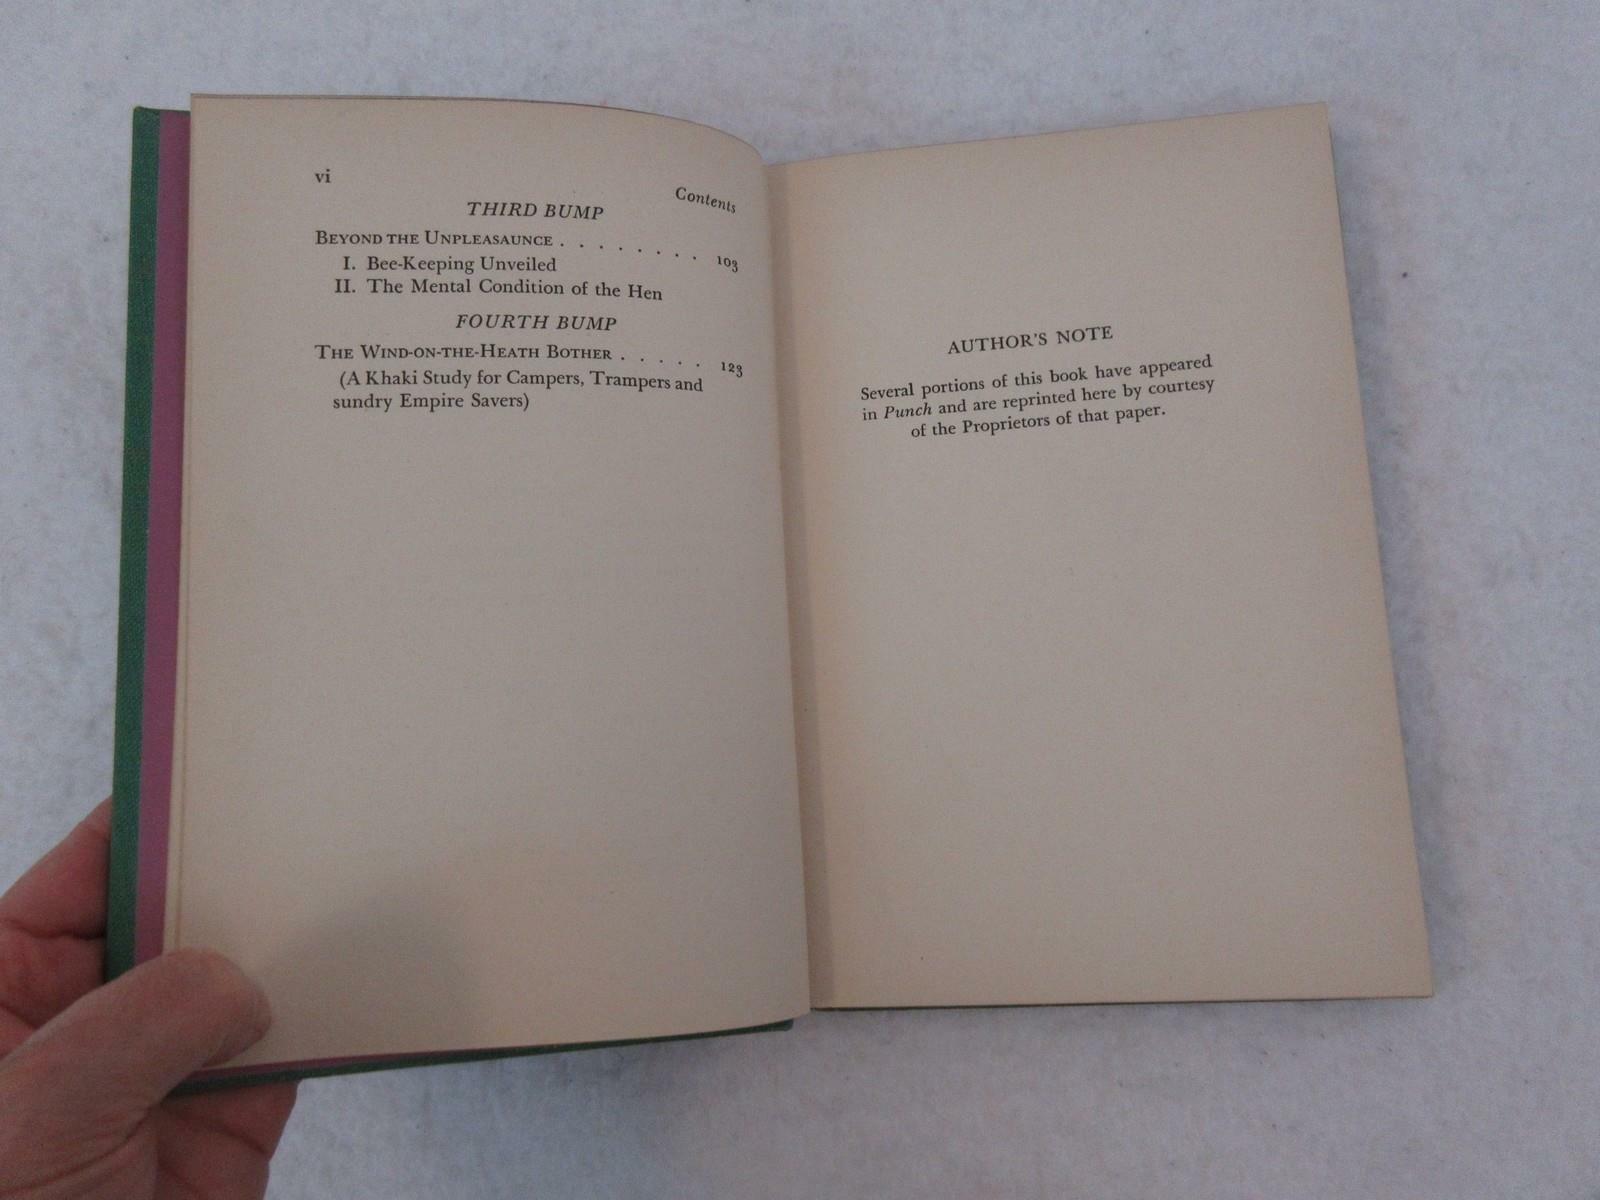 vi
Contents
THIRD BUMP
BEYOND THE UNPLEASAUNCE . . . . . . . . 103
I. Bee-Keeping Unveiled
II. The Mental Condition of the Hen
FOURTH BUMP
THE WIND-ON-THE-HEATH BOTHER . . . . . 123
(A Khaki Study for Campers, Trampers and
sundry Empire Savers)
AUTHOR'S NOTE
Several portions of this book have appeared
in Punch and are reprinted here by courtesy
of the Proprietors of that paper.